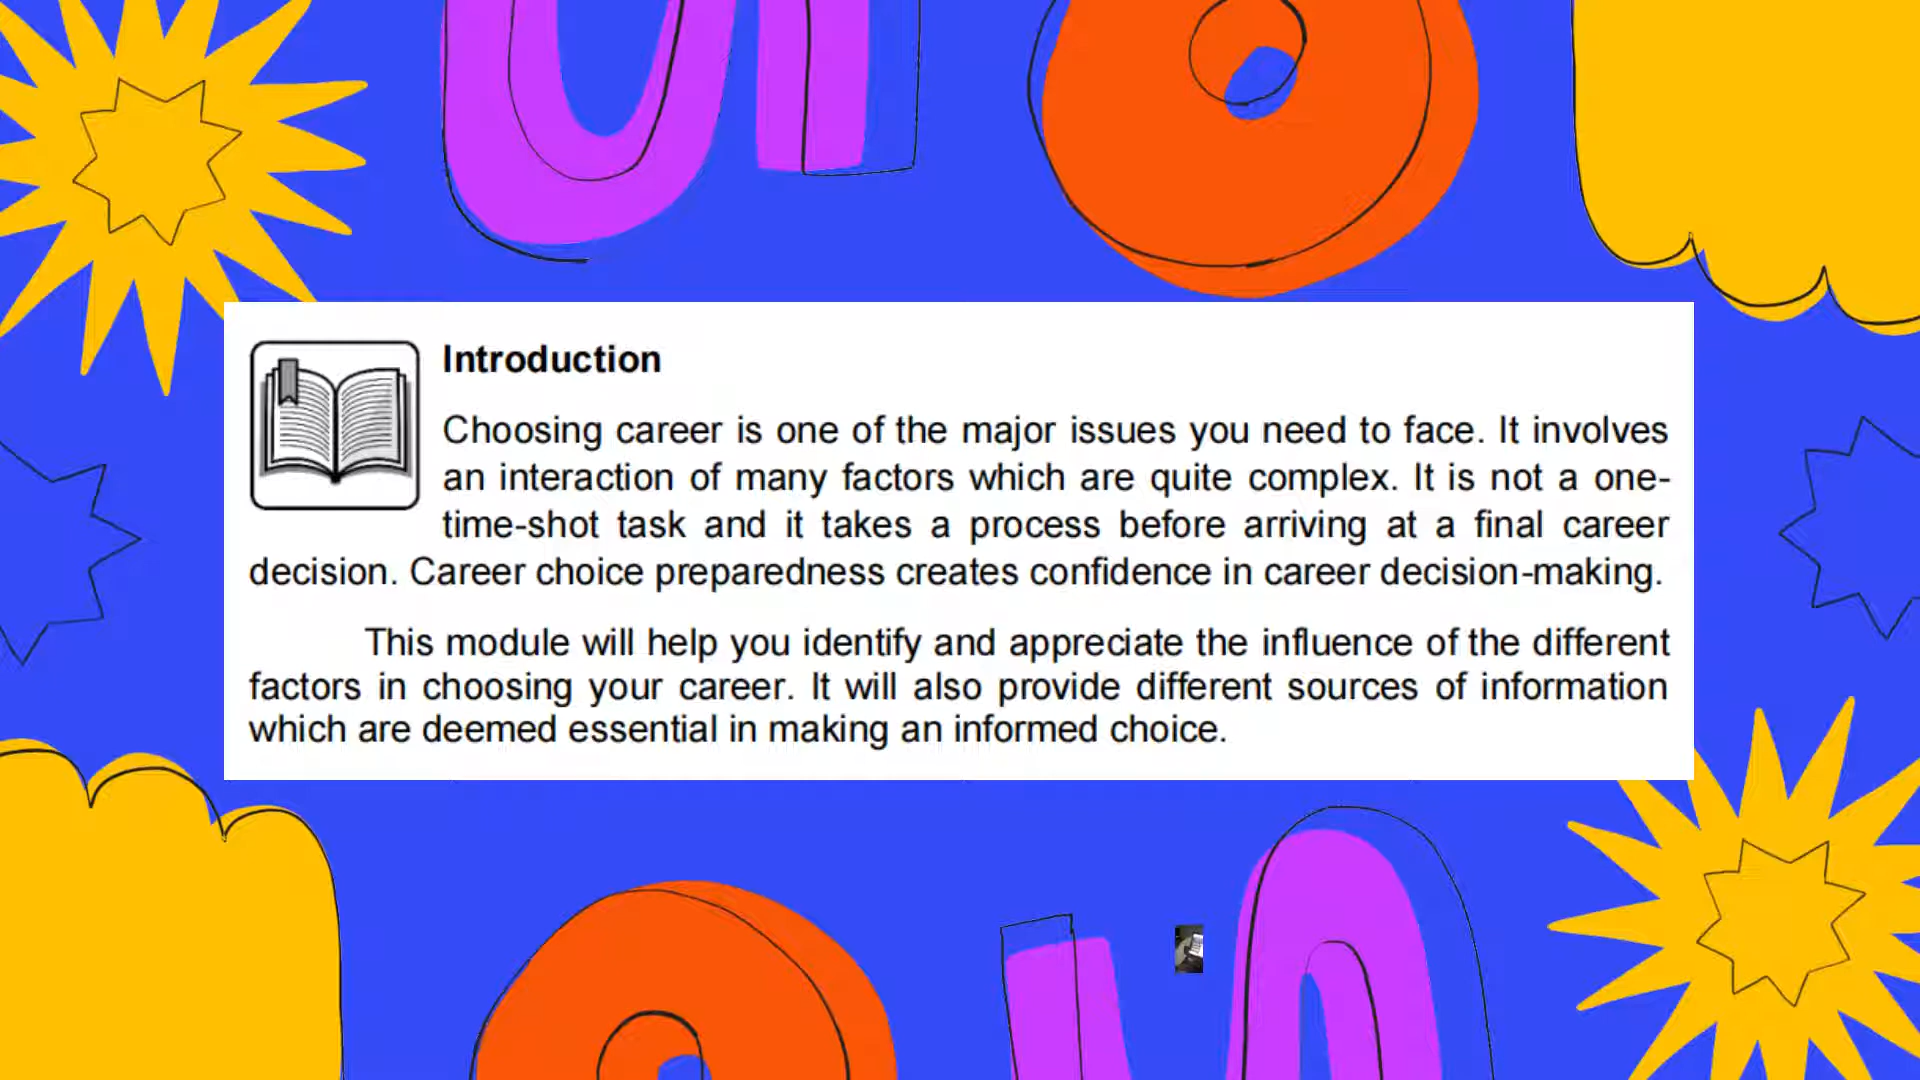 Introduction
Choosing career is one of the major issues you need to face. It involves
an interaction of many factors which are quite complex. It is not a one-
time-shot task and it takes a process before arriving at a final career
decision. Career choice preparedness creates confidence in career decision-making.
This module will help you identify and appreciate the influence of the different
factors in choosing your career. It will also provide different sources of information
which are deemed essential in making an informed choice.